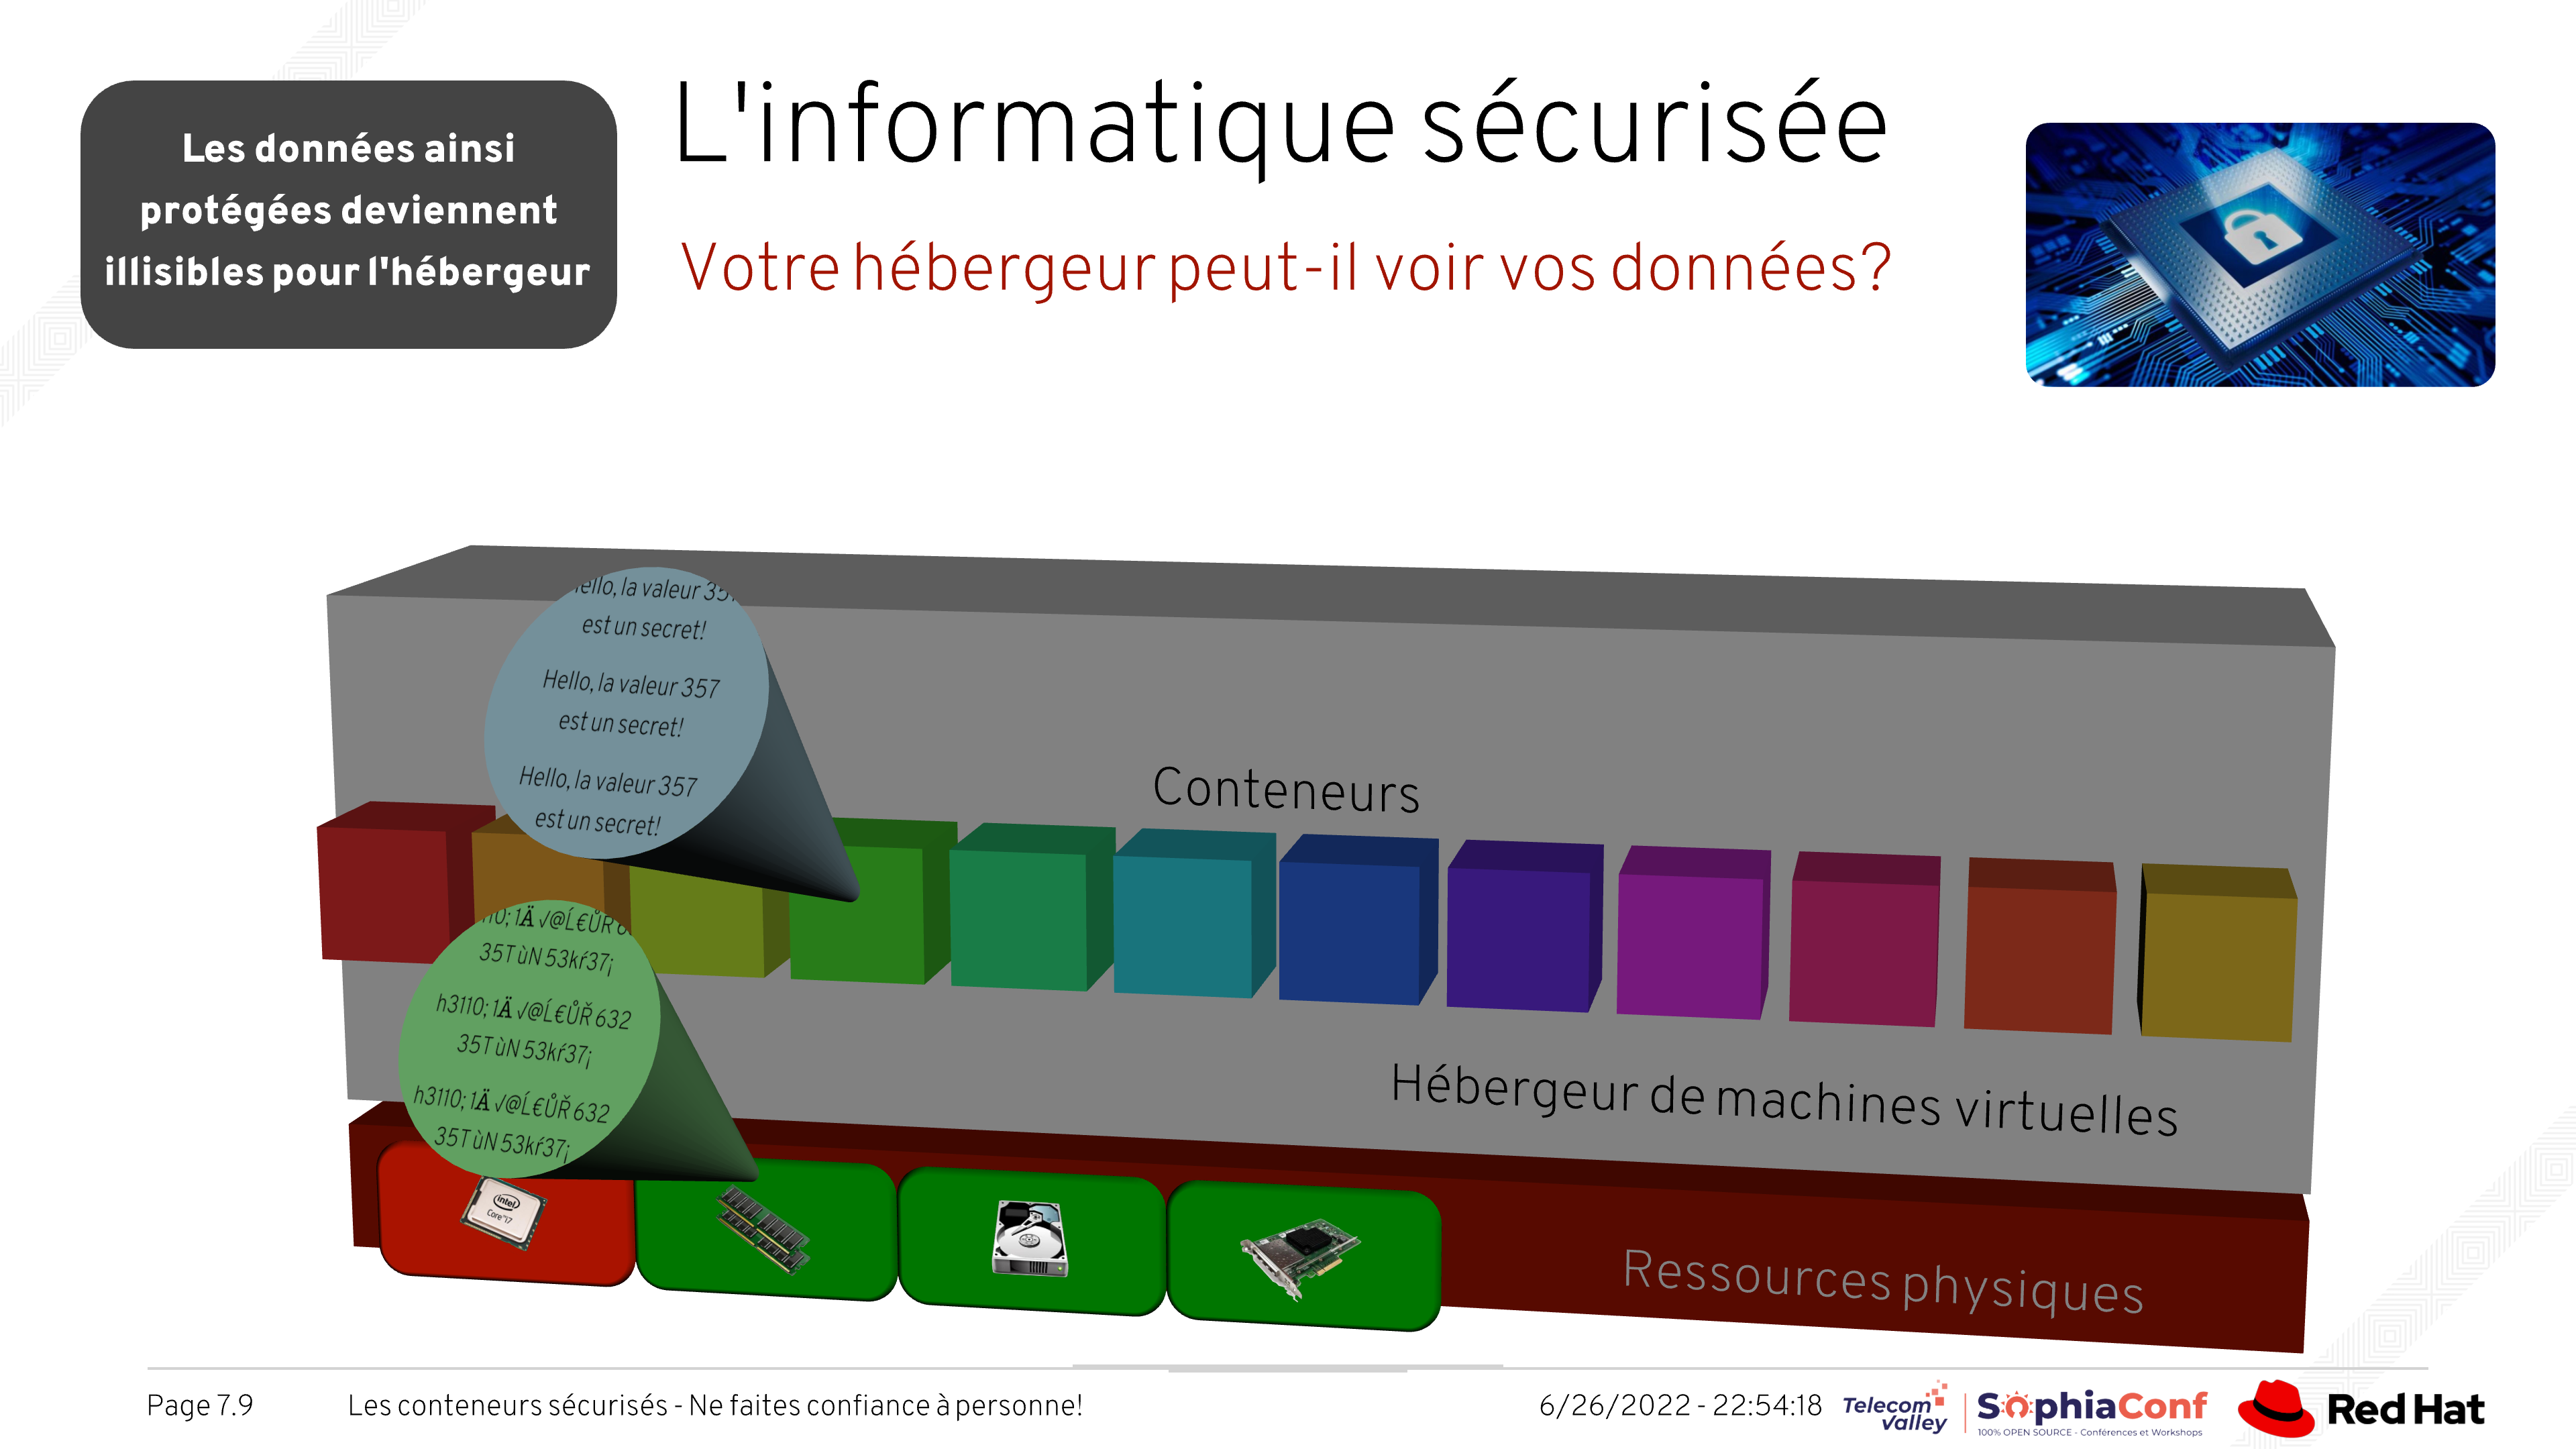 Les données ainsi
protégées deviennent
illisibles pour l'hébergeur
L'informatique sécurisée
Votre hébergeur peut-il voir vos données?
ello, la valeur 35
est un secret!
Hello, la valeur 357
est un secret!
Hello, la valeur 357
est un secret!
Conteneurs
10; 1Ä √@Ĺ€ŮŘ 6
35TùN 53kŕ37¡
h3110; 1Ä √@Ĺ€ŮŘ 632
35TùN 53kŕ37¡
h3110; 1Ä √@Ĺ€ŮŘ 632
35TùN 53kŕ37¡
Hébergeur de machines virtuelles
intel
Core i7
Ressources physiques
Page 7.9
Les conteneurs sécurisés - Ne faites confiance à personne!
6/26/2022 - 22:54:18
Telecom
Valley
SophiaConf
100% OPEN SOURCE - Conférences et Workshops
Red Hat